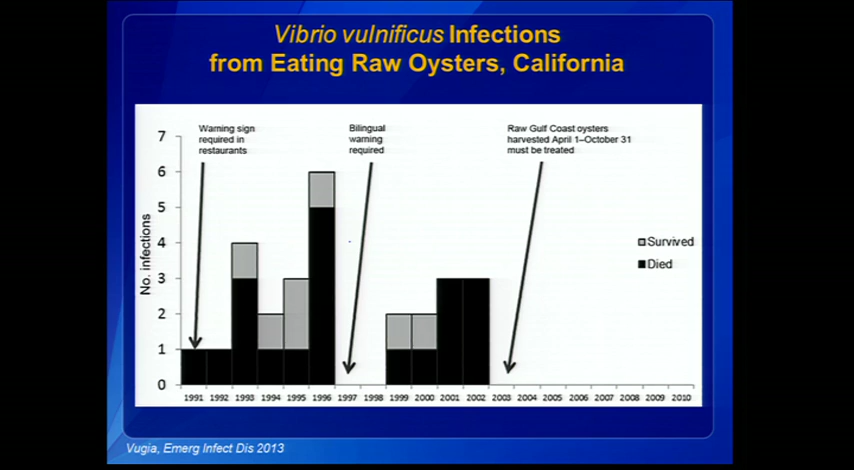 Vibrio vulnificus Infections
from Eating Raw Oysters, California
Warning sign
required in
restaurants
Bilingual
warning
required
Raw Gulf Coast oysters
harvested April 1–October 31
must be treated
No. infections
7
6
5
4
3
2
1
0
Survived
Died
1991 1992 1993 1994 1995 1996 1997 1998 1999 2000 2001 2002 2003 2004 2005 2006 2007 2008 2009 2010
Vugia, Emerg Infect Dis 2013